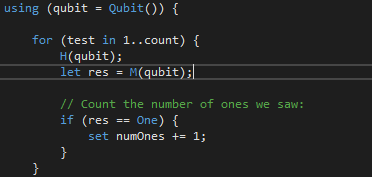 using (qubit = Qubit()) {
for (test in 1..count) {
H(qubit);
let res = M(qubit);
// Count the number of ones we saw:
if (res == One) {
set numOnes += 1;
}
}